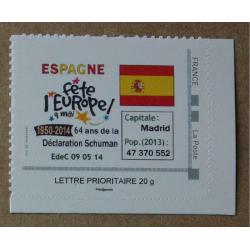 ESPAGNE
fête
l'EUROPE!
9 mai
1950-2014 64 ans de la
Déclaration Schuman
EdeC 09 05 14
Capitale:
Madrid
Pop.(2013):
47 370 552
FRANCE
La Poste
LETTRE PRIORITAIRE 20 g